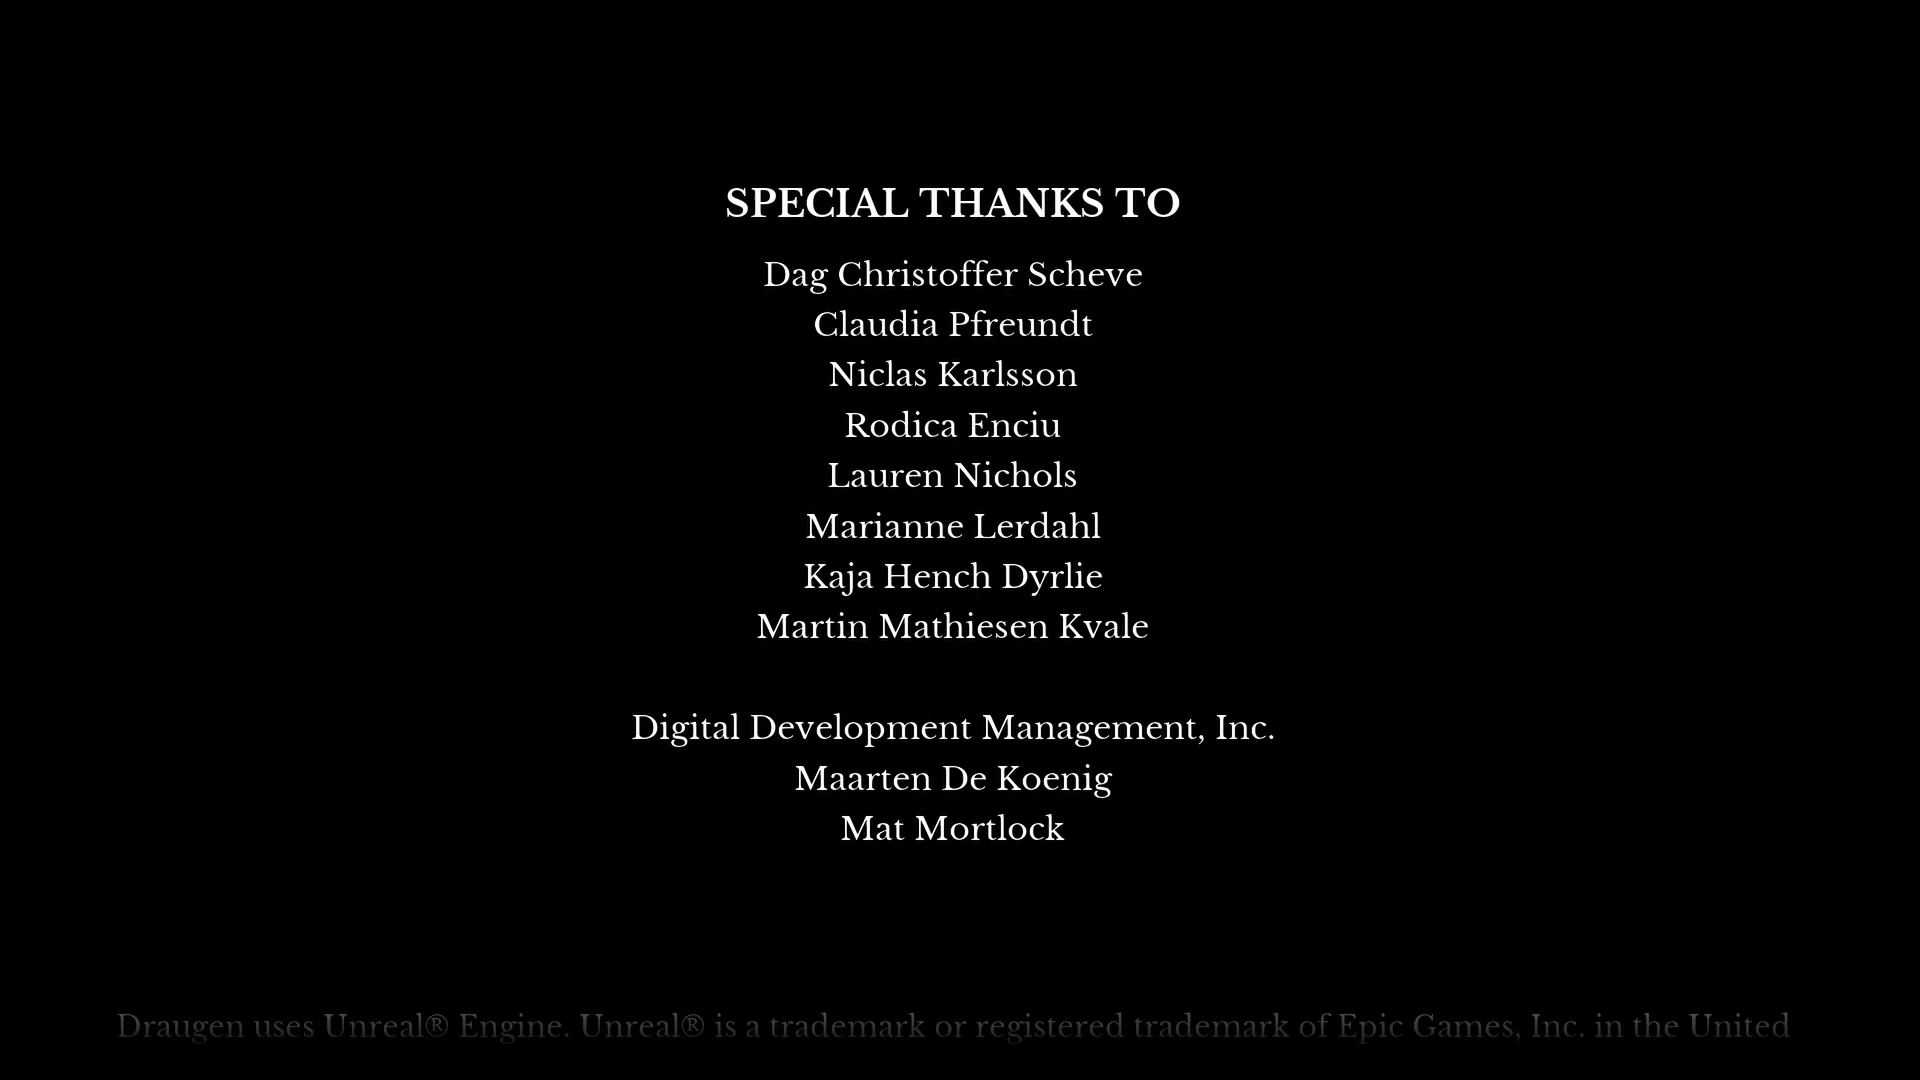 SPECIAL THANKS TO
Dag Christoffer Scheve
Claudia Pfreundt
Niclas Karlsson
Rodica Enciu
Lauren Nichols
Marianne Lerdahl
Kaja Hench Dyrlie
Martin Mathiesen Kvale
Digital Development Management, Inc.
Maarten De Koenig
Mat Mortlock
Draugen uses Unreal® Engine. Unreal® is a trademark or registered trademark of Epic Games, Inc. in the United